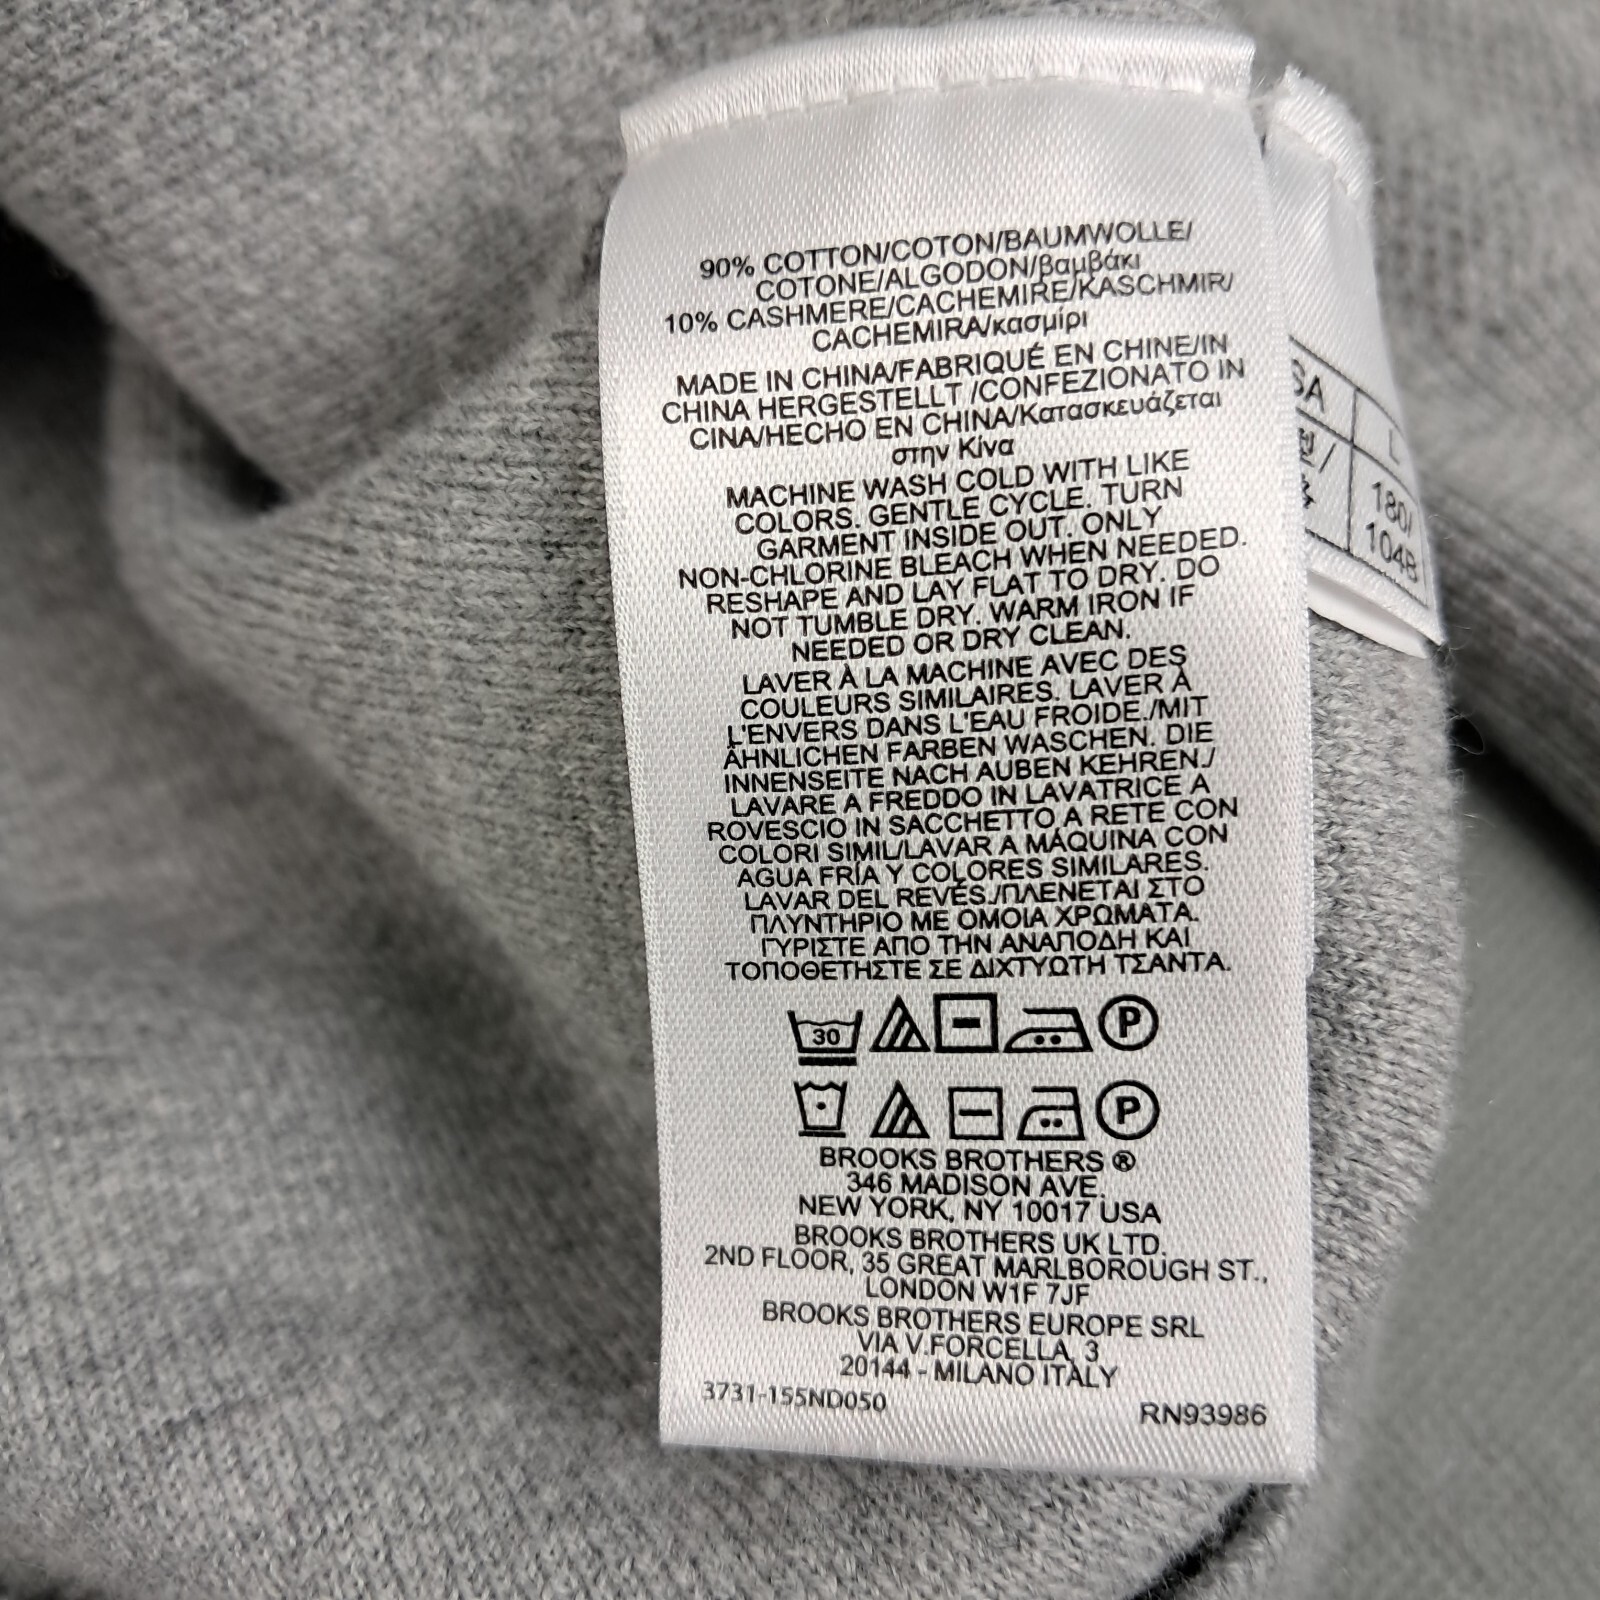 90% COTTON/COTON/BAUMWOLLE/
COTONE/ALGODON/βαμβάκι
10% CASHMERE/CACHEMIRE/KASCHMIR/
CACHEMIRA/κασμίρι
MADE IN CHINA/FABRIQUÉ EN CHINE/IN
CHINA HERGESTELLT /CONFEZIONATO IN
CINA/HECHO EN CHINA/Κατασκευάζεται
στην Κίνα
MACHINE WASH COLD WITH LIKE
COLORS. GENTLE CYCLE. TURN
GARMENT INSIDE OUT. ONLY
NON-CHLORINE BLEACH WHEN NEEDED.
RESHAPE AND LAY FLAT TO DRY. DO
NOT TUMBLE DRY. WARM IRON IF
NEEDED OR DRY CLEAN.
LAVER À LA MACHINE AVEC DES
COULEURS SIMILAIRES. LAVER À
L'ENVERS DANS L'EAU FROIDE./MIT
ÄHNLICHEN FARBEN WASCHEN. DIE
INNENSEITE NACH AUBEN KEHREN./
LAVARE A FREDDO IN LAVATRICE A
ROVESCIO IN SACCHETTO A RETE CON
COLORI SIMIL/LAVAR A MÁQUINA CON
AGUA FRÍA Y COLORES SIMILARES.
LAVAR DEL REVÉS./ΠΛΕΝΕΤΑΙ ΣΤΟ
ΠΛΥΝΤΗΡΙΟ ΜΕ ΟΜΟΙΑ ΧΡΩΜΑΤΑ.
ΓΥΡΙΣΤΕ ΑΠΟ ΤΗΝ ΑΝΑΠΟΔΗ ΚΑΙ
ΤΟΠΟΘΕΤΗΣΤΕ ΣΕ ΔΙΧΤΥΩΤΗ ΤΣΑΝΤΑ.
30 P
P
BROOKS BROTHERS ®
346 MADISON AVE.
NEW YORK, NY 10017 USA
BROOKS BROTHERS UK LTD.
2ND FLOOR, 35 GREAT MARLBOROUGH ST.,
LONDON W1F 7JF
BROOKS BROTHERS EUROPE SRL
VIA V.FORCELLA, 3
20144 - MILANO ITALY
3731-155ND050
RN93986
L
180/
104B